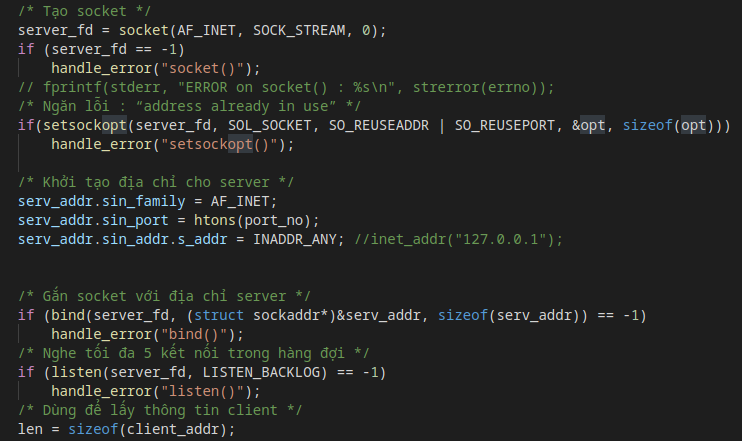 /* Tạo socket */
server_fd = socket(AF_INET, SOCK_STREAM, 0);
if (server_fd == -1)
    handle_error("socket()");
// fprintf(stderr, "ERROR on socket() : %s\n", strerror(errno));
/* Ngăn lỗi : “address already in use” */
if(setsockopt(server_fd, SOL_SOCKET, SO_REUSEADDR | SO_REUSEPORT, &opt, sizeof(opt)))
    handle_error("setsockopt()");
/* Khởi tạo địa chỉ cho server */
serv_addr.sin_family = AF_INET;
serv_addr.sin_port = htons(port_no);
serv_addr.sin_addr.s_addr = INADDR_ANY; //inet_addr("127.0.0.1");
/* Gắn socket với địa chỉ server */
if (bind(server_fd, (struct sockaddr*)&serv_addr, sizeof(serv_addr)) == -1)
    handle_error("bind()");
/* Nghe tối đa 5 kết nối trong hàng đợi */
if (listen(server_fd, LISTEN_BACKLOG) == -1)
    handle_error("listen()");
/* Dùng để lấy thông tin client */
len = sizeof(client_addr);